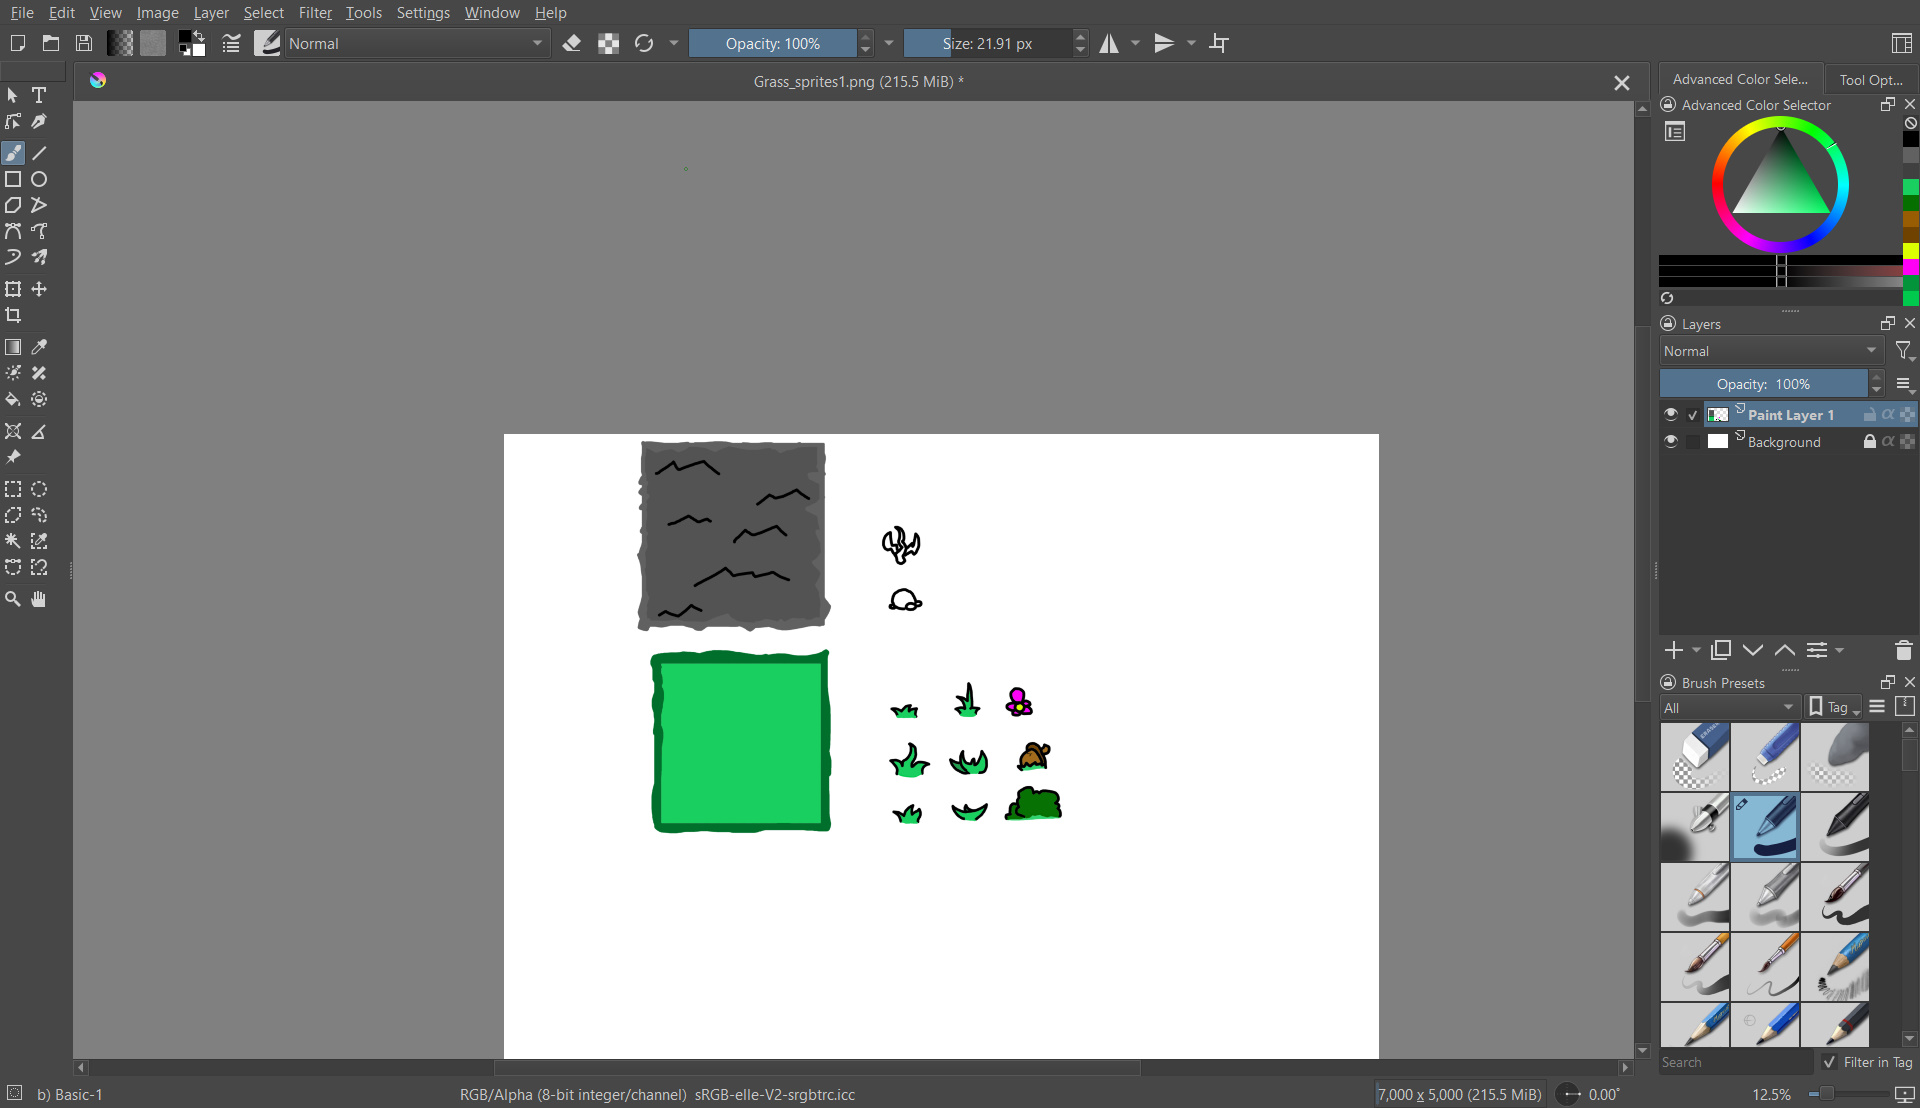 File Edit View Image Layer Select Filter Tools Settings Window Help
Normal Opacity: 100% Size: 21.91 px
Grass_sprites1.png (215.5 MiB) *
Advanced Color Sele... Tool Opt...
Advanced Color Selector
Layers
Normal
Opacity: 100%
Paint Layer 1
Background
Brush Presets
All Tag
Search Filter in Tag
b) Basic-1 RGB/Alpha (8-bit integer/channel) sRGB-elle-V2-srgbtrc.icc 7,000 x 5,000 (215.5 MiB) 0.00° 12.5%